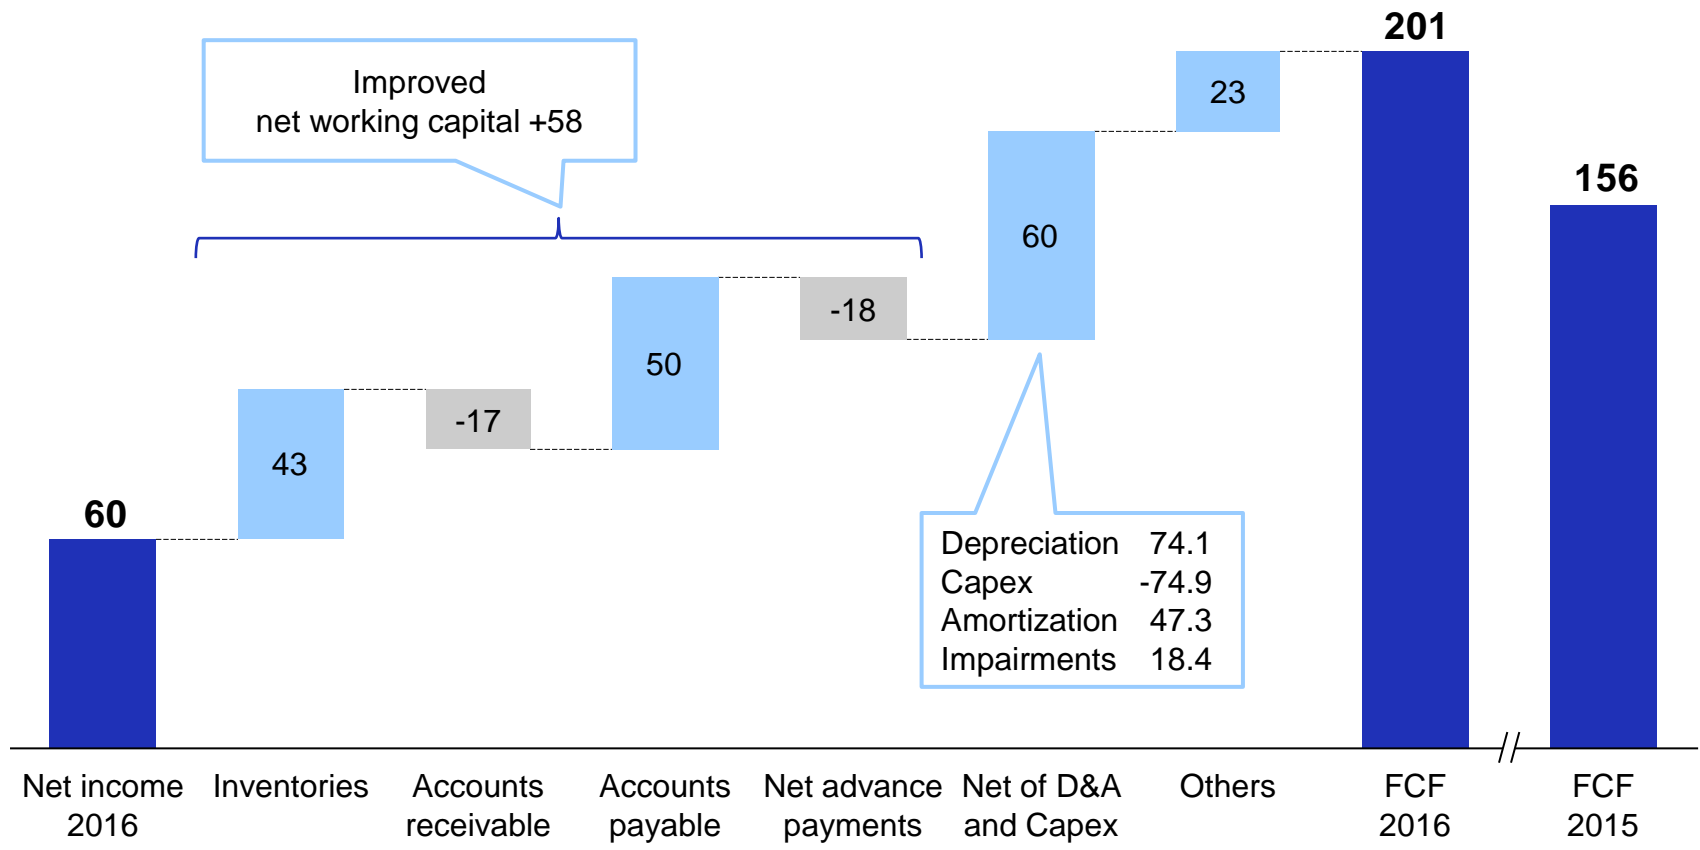 201
Improved
net working capital +58
23
156
60
-18
50
-17
43
60
Depreciation 74.1
Capex -74.9
Amortization 47.3
Impairments 18.4
Net income
2016
Inventories
Accounts
receivable
Accounts
payable
Net advance
payments
Net of D&A
and Capex
Others
FCF
2016
FCF
2015